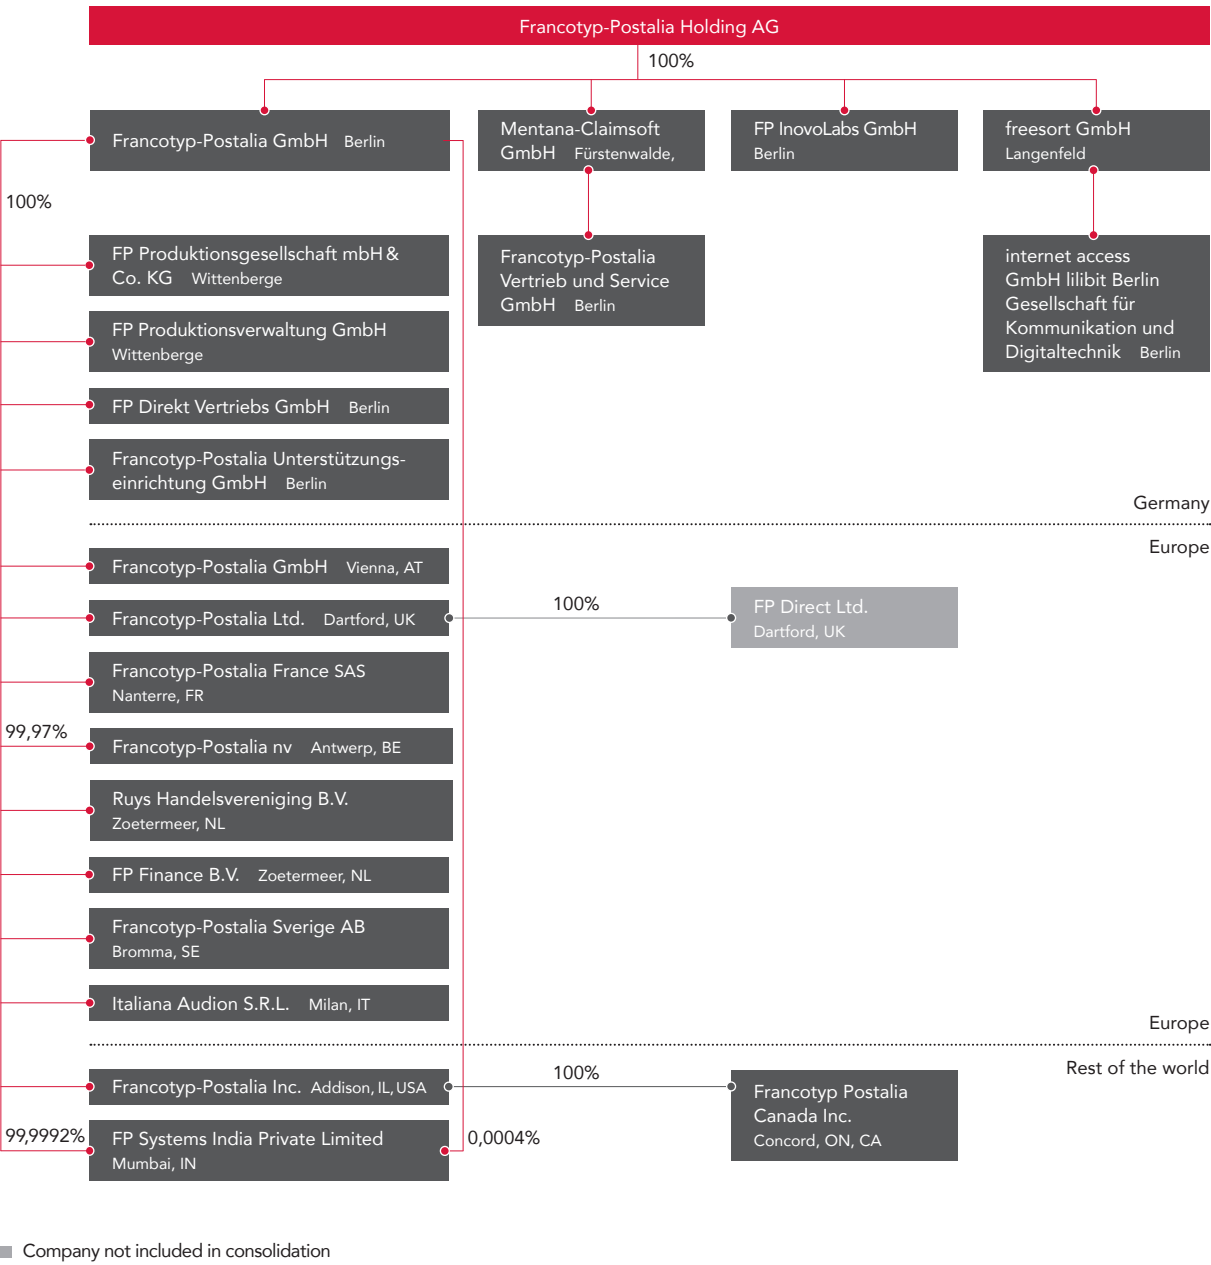 Francotyp-Postalia Holding AG
100%
Francotyp-Postalia GmbH Berlin
Mentana-Claimsoft
GmbH Fürstenwalde,
FP InovoLabs GmbH
Berlin
freesort GmbH
Langenfeld
100%
FP Produktionsgesellschaft mbH &
Co. KG Wittenberge
Francotyp-Postalia
Vertrieb und Service
GmbH Berlin
internet access
GmbH lilibit Berlin
Gesellschaft für
Kommunikation und
Digitaltechnik Berlin
FP Produktionsverwaltung GmbH
Wittenberge
FP Direkt Vertriebs GmbH Berlin
Francotyp-Postalia Unterstützungs-
einrichtung GmbH Berlin
Germany
Europe
Francotyp-Postalia GmbH Vienna, AT
Francotyp-Postalia Ltd. Dartford, UK
100%
FP Direct Ltd.
Dartford, UK
Francotyp-Postalia France SAS
Nanterre, FR
99,97%
Francotyp-Postalia nv Antwerp, BE
Ruys Handelsvereniging B.V.
Zoetermeer, NL
FP Finance B.V. Zoetermeer, NL
Francotyp-Postalia Sverige AB
Bromma, SE
Italiana Audion S.R.L. Milan, IT
Europe
Rest of the world
Francotyp-Postalia Inc. Addison, IL, USA
100%
Francotyp Postalia
Canada Inc.
Concord, ON, CA
99,9992%
FP Systems India Private Limited
Mumbai, IN
0,0004%
Company not included in consolidation